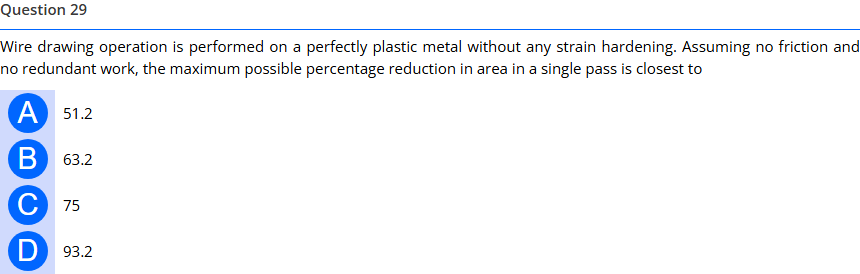 Question 29
Wire drawing operation is performed on a perfectly plastic metal without any strain hardening. Assuming no friction and
no redundant work, the maximum possible percentage reduction in area in a single pass is closest to
A 51.2
B 63.2
C 75
D 93.2